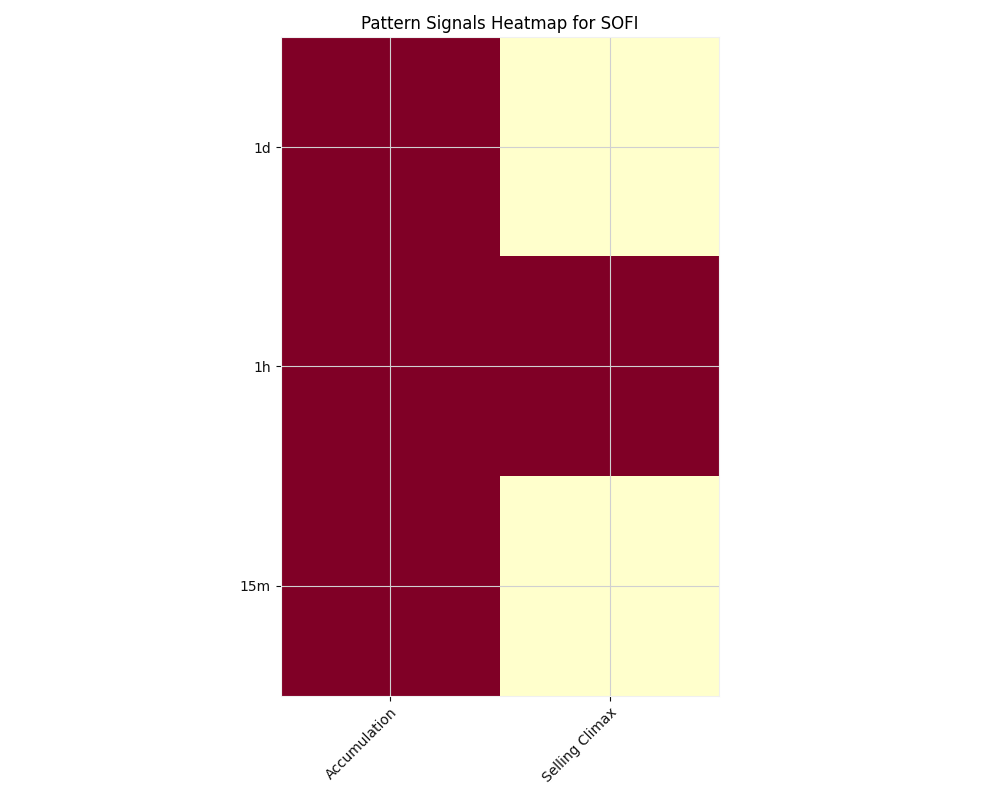 Pattern Signals Heatmap for SOFI
1d
1h
15m
Accumulation
Selling Climax